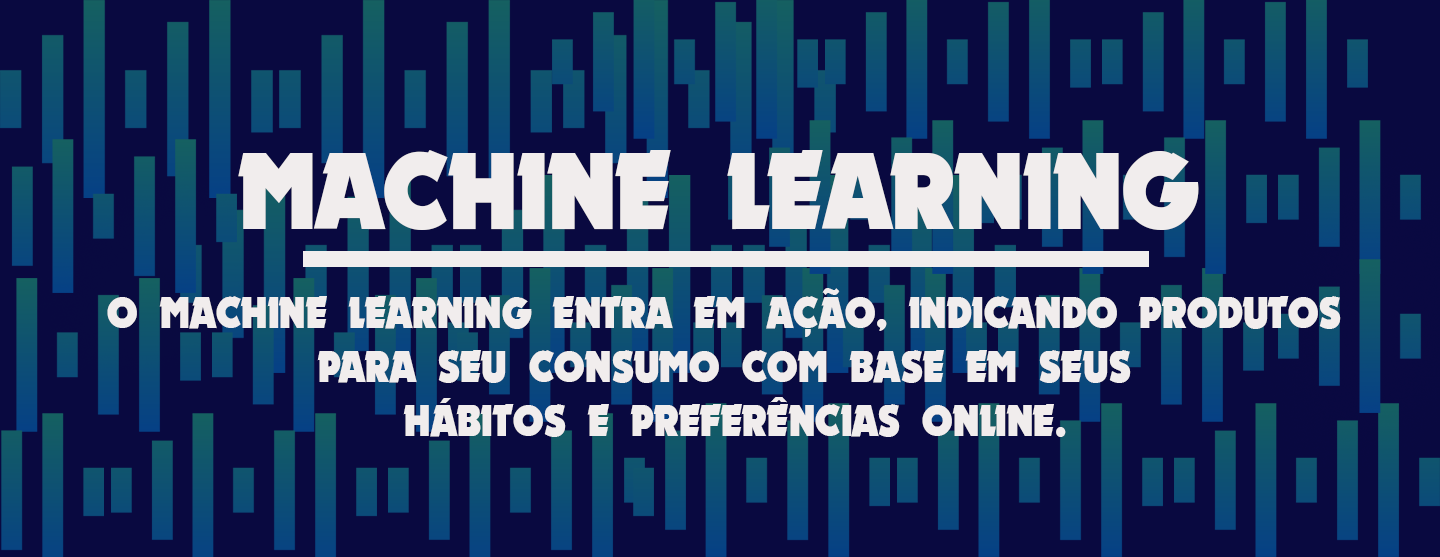 MACHINE LEARNING
O MACHINE LEARNING ENTRA EM AÇÃO, INDICANDO PRODUTOS
PARA SEU CONSUMO COM BASE EM SEUS
HÁBITOS E PREFERÊNCIAS ONLINE.